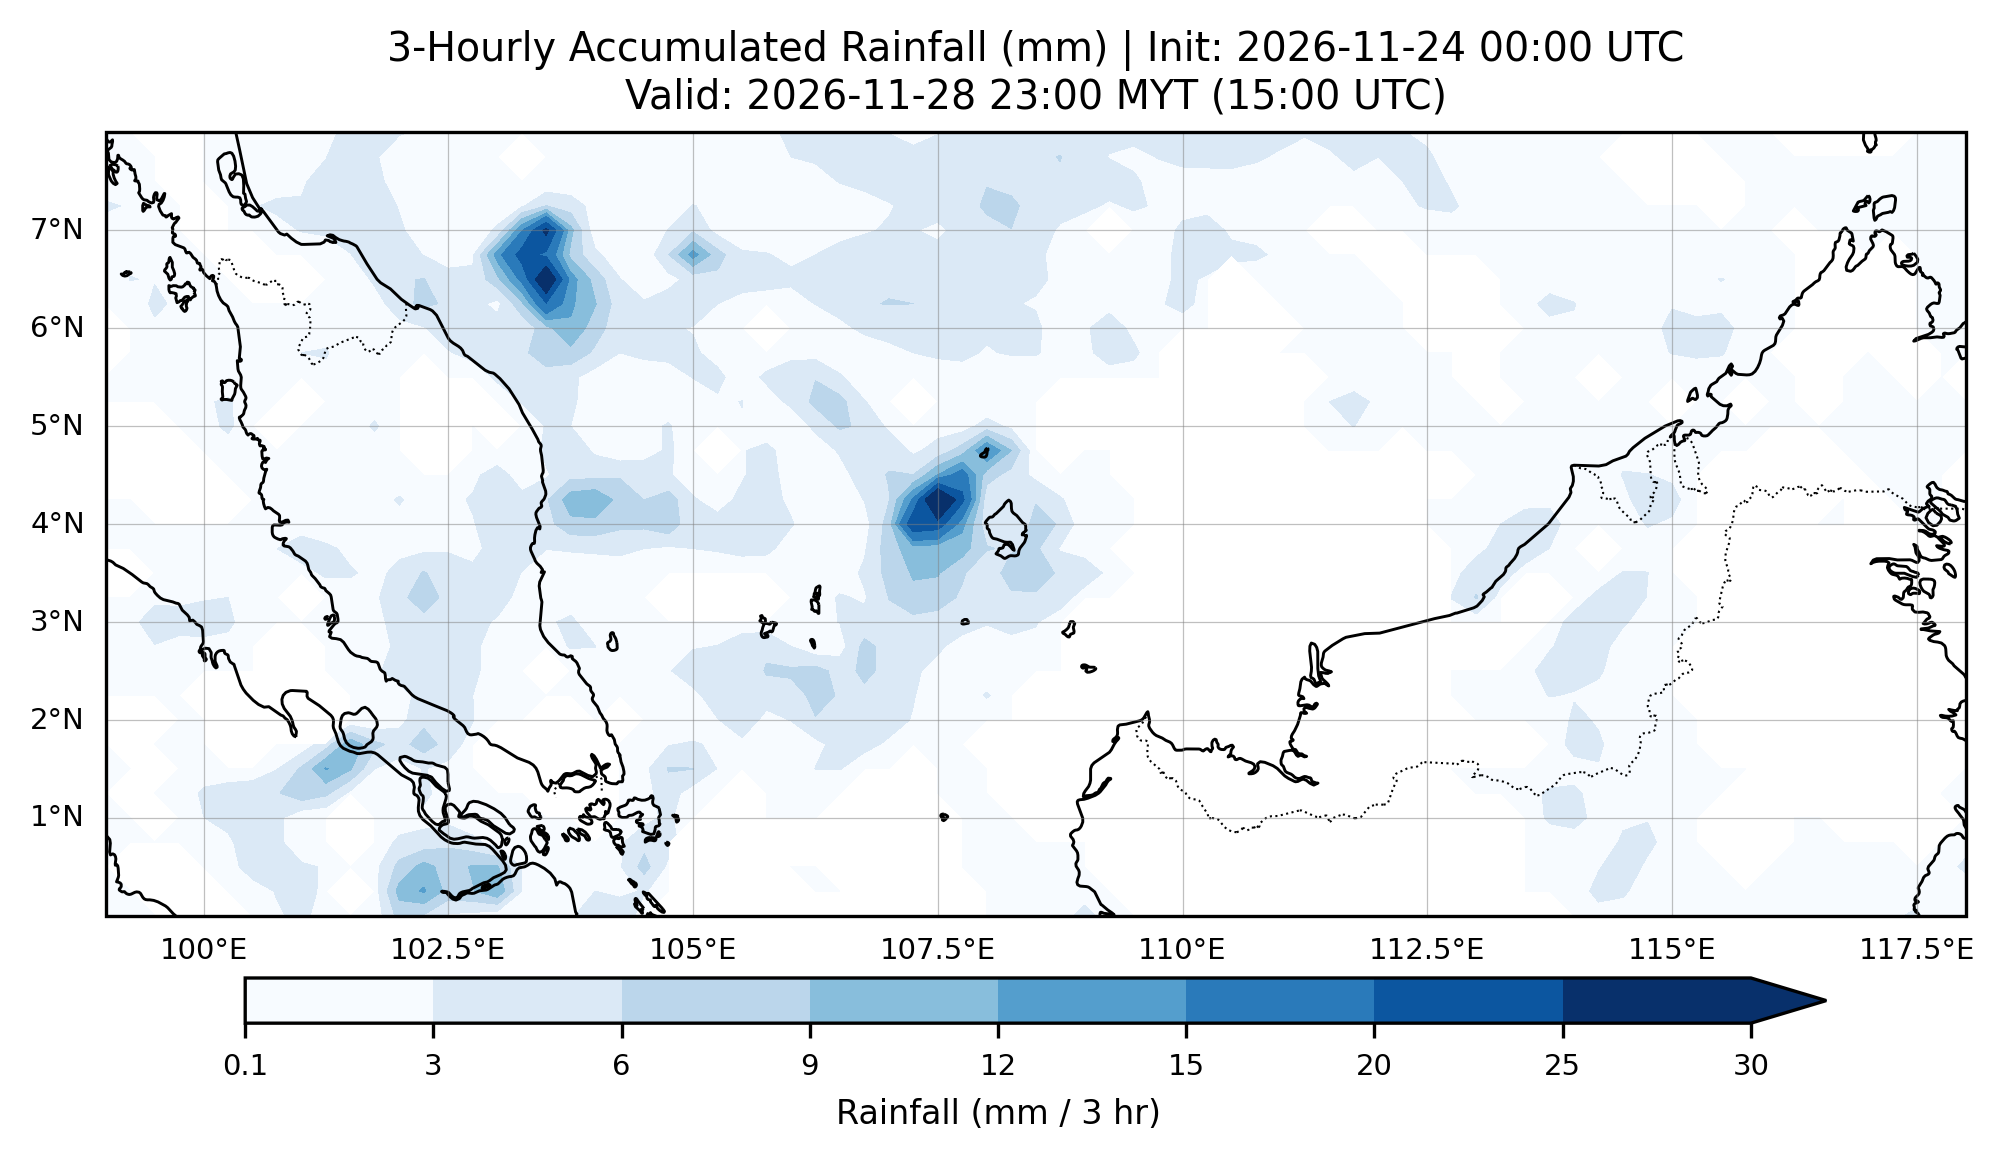 3-Hourly Accumulated Rainfall (mm) | Init: 2026-11-24 00:00 UTC
Valid: 2026-11-28 23:00 MYT (15:00 UTC)
7°N
6°N
5°N
4°N
3°N
2°N
1°N
100°E 102.5°E 105°E 107.5°E 110°E 112.5°E 115°E 117.5°E
0.1 3 6 9 12 15 20 25 30
Rainfall (mm / 3 hr)